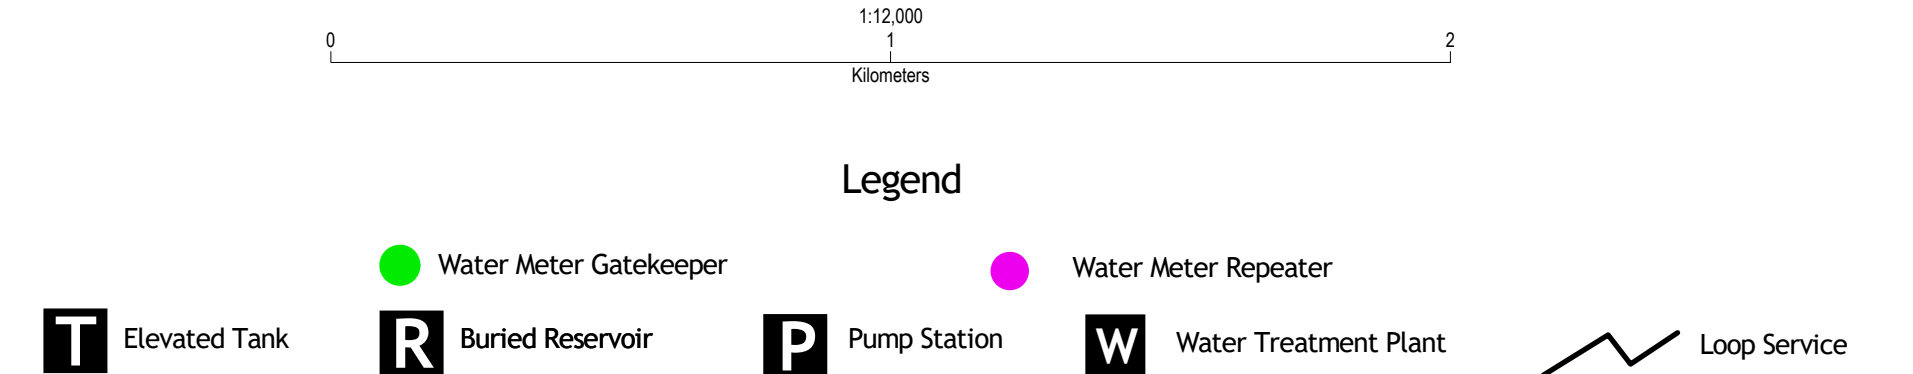 1:12,000
0 1 2
Kilometers
Legend
Water Meter Gatekeeper Water Meter Repeater
T Elevated Tank R Buried Reservoir P Pump Station W Water Treatment Plant Loop Service